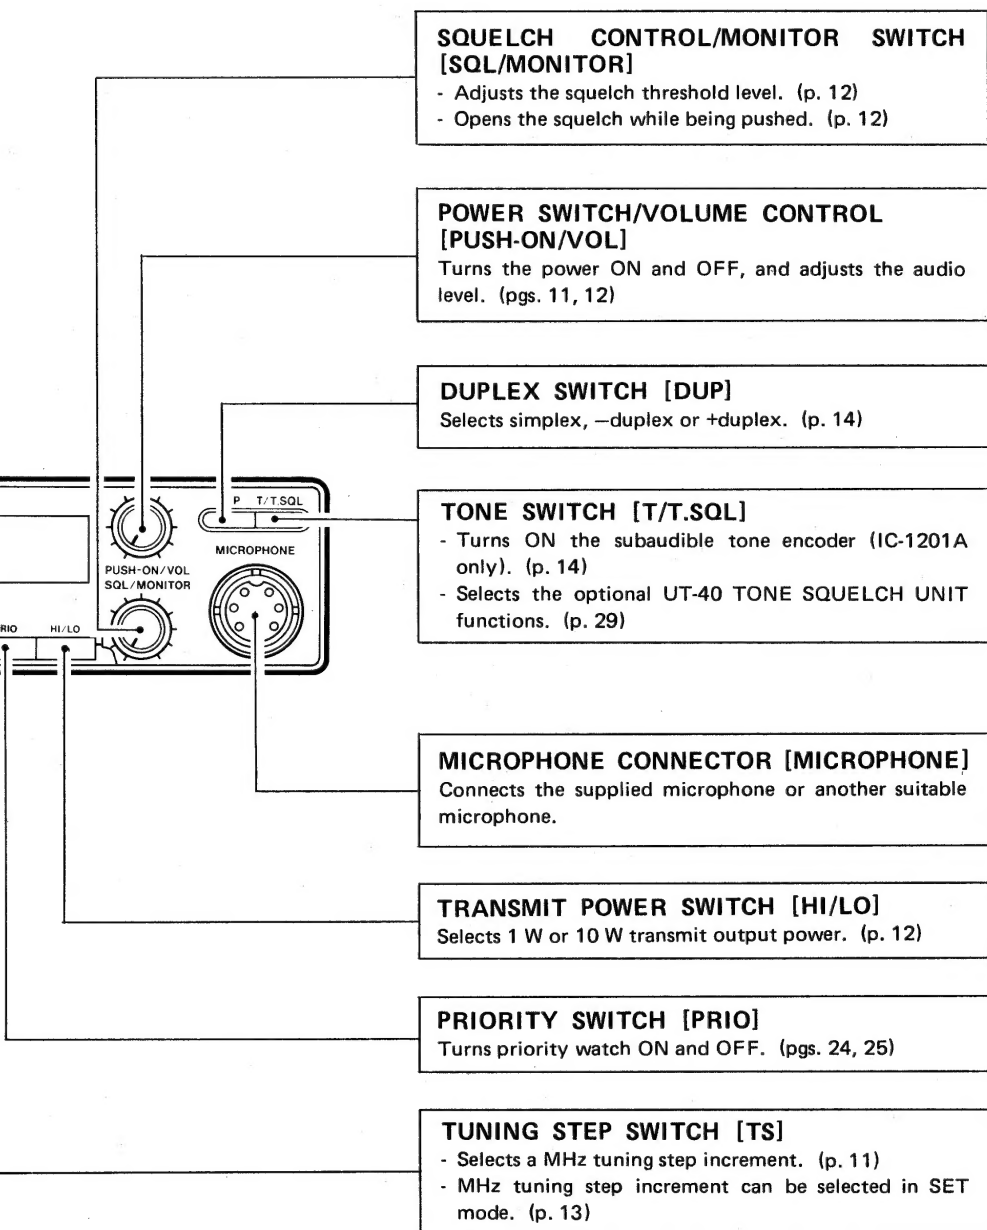 SQUELCH CONTROL/MONITOR SWITCH
[SQL/MONITOR]
- Adjusts the squelch threshold level. (p. 12)
- Opens the squelch while being pushed. (p. 12)
POWER SWITCH/VOLUME CONTROL
[PUSH-ON/VOL]
Turns the power ON and OFF, and adjusts the audio
level. (pgs. 11, 12)
DUPLEX SWITCH [DUP]
Selects simplex, −duplex or +duplex. (p. 14)
P T/T.SQL
MICROPHONE
PUSH-ON/VOL
SQL/MONITOR
RIO HI/LO
TONE SWITCH [T/T.SQL]
- Turns ON the subaudible tone encoder (IC-1201A
only). (p. 14)
- Selects the optional UT-40 TONE SQUELCH UNIT
functions. (p. 29)
MICROPHONE CONNECTOR [MICROPHONE]
Connects the supplied microphone or another suitable
microphone.
TRANSMIT POWER SWITCH [HI/LO]
Selects 1 W or 10 W transmit output power. (p. 12)
PRIORITY SWITCH [PRIO]
Turns priority watch ON and OFF. (pgs. 24, 25)
TUNING STEP SWITCH [TS]
- Selects a MHz tuning step increment. (p. 11)
- MHz tuning step increment can be selected in SET
mode. (p. 13)